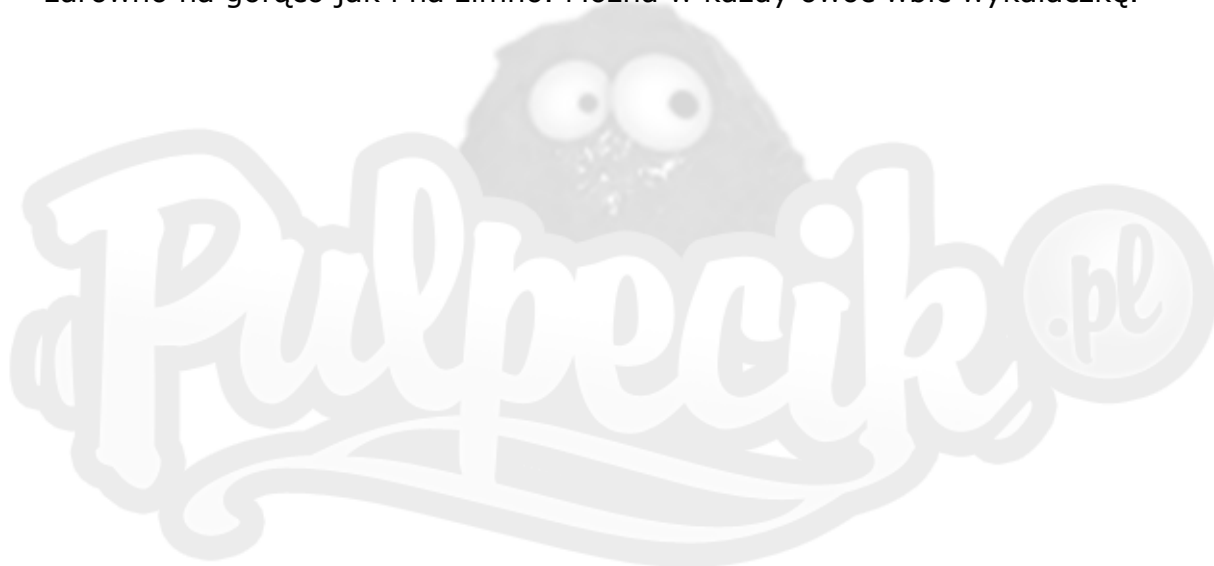 zarówno na gorąco jak i na zimno. Można w każdy owoc wbić wykałaczkę.
Pulpecik .pl